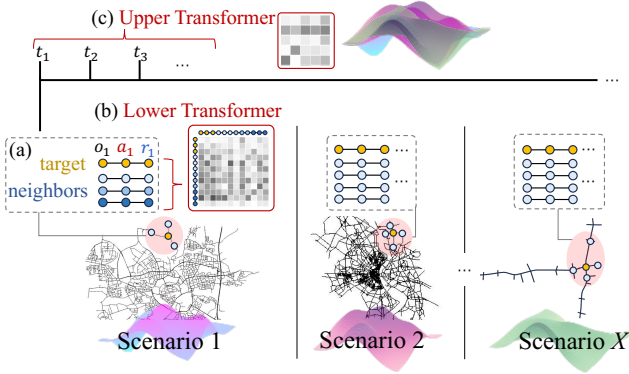 (c) Upper Transformer
t₁ t₂ t₃ ...
...
(b) Lower Transformer
(a) o₁ a₁ r₁
target
neighbors
...
...
...
...
...
Scenario 1 Scenario 2 Scenario X